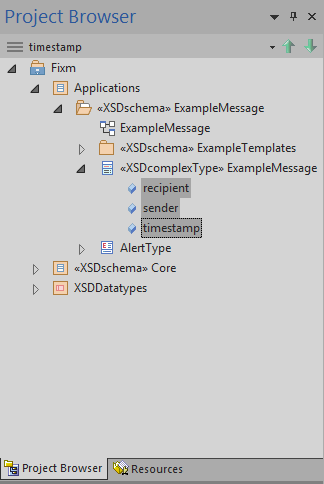 Project Browser
timestamp
Fixm
Applications
«XSDschema» ExampleMessage
ExampleMessage
«XSDschema» ExampleTemplates
«XSDcomplexType» ExampleMessage
recipient
sender
timestamp
AlertType
«XSDschema» Core
XSDDatatypes
Project Browser Resources